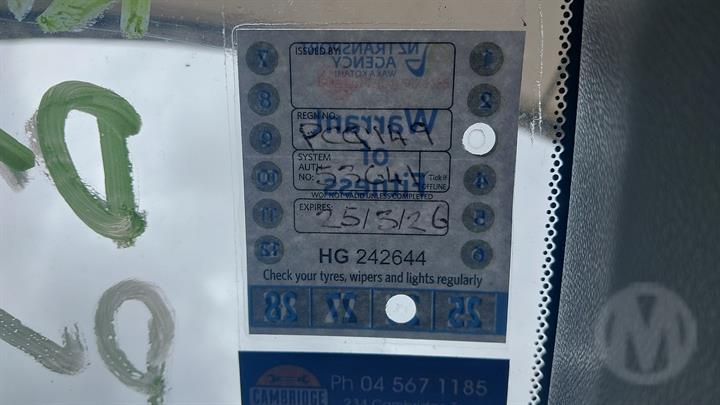 ISSUED BY:
NZ TRANSPORT
AGENCY
WAKA KOTAHI
7
8
9
10
11
12
1
2
4
5
6
REGN NO:
Warrant
of
Fitness
SYSTEM
AUTH
NO:
Tick if
OFFLINE
WOF NOT VALID UNLESS COMPLETED
EXPIRES:
25/3/26
HG 242644
Check your tyres, wipers and lights regularly
28 27 25
CAMBRIDGE
Ph 04 567 1185